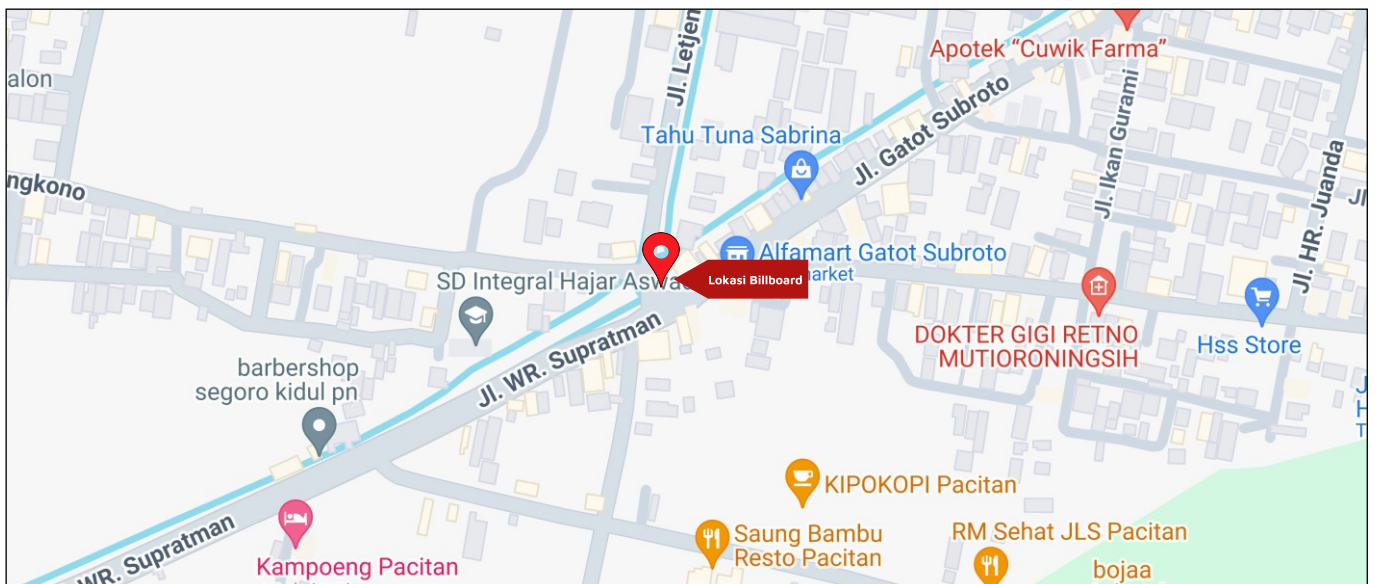 Apotek “Cuwik Farma”
alon
Jl. Letjen
Jl. Gatot Subroto
Jl. Ikan Gurami
Tahu Tuna Sabrina
Jl. HR. Juanda
ngkono
Jl
Alfamart Gatot Subroto
market
SD Integral Hajar Aswa
Lokasi Billboard
DOKTER GIGI RETNO
MUTIORONINGSIH
Hss Store
Jl. WR. Supratman
barbershop
segoro kidul pn
J
H
T
KIPOKOPI Pacitan
Saung Bambu
Resto Pacitan
RM Sehat JLS Pacitan
bojaa
WR. Supratman
Kampoeng Pacitan